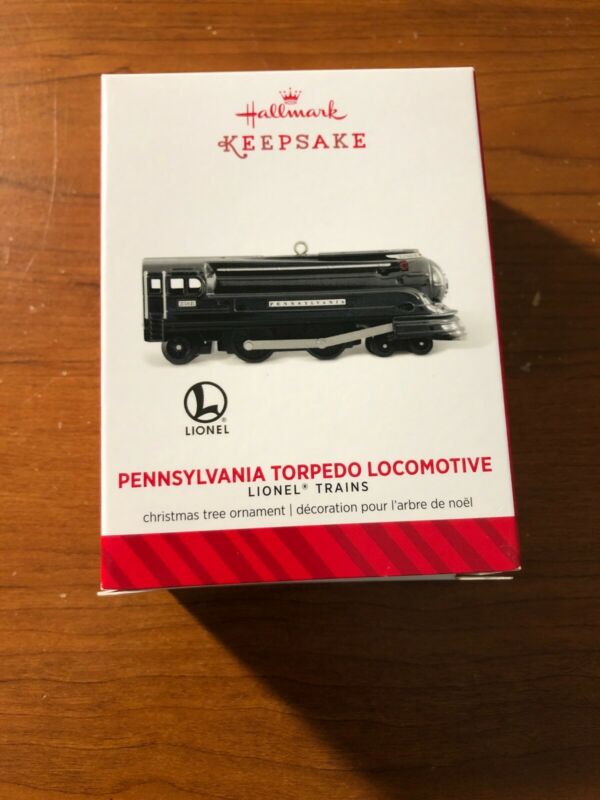 Hallmark
KEEPSAKE
PENNSYLVANIA
LIONEL®
PENNSYLVANIA TORPEDO LOCOMOTIVE
LIONEL® TRAINS
christmas tree ornament | décoration pour l'arbre de noël